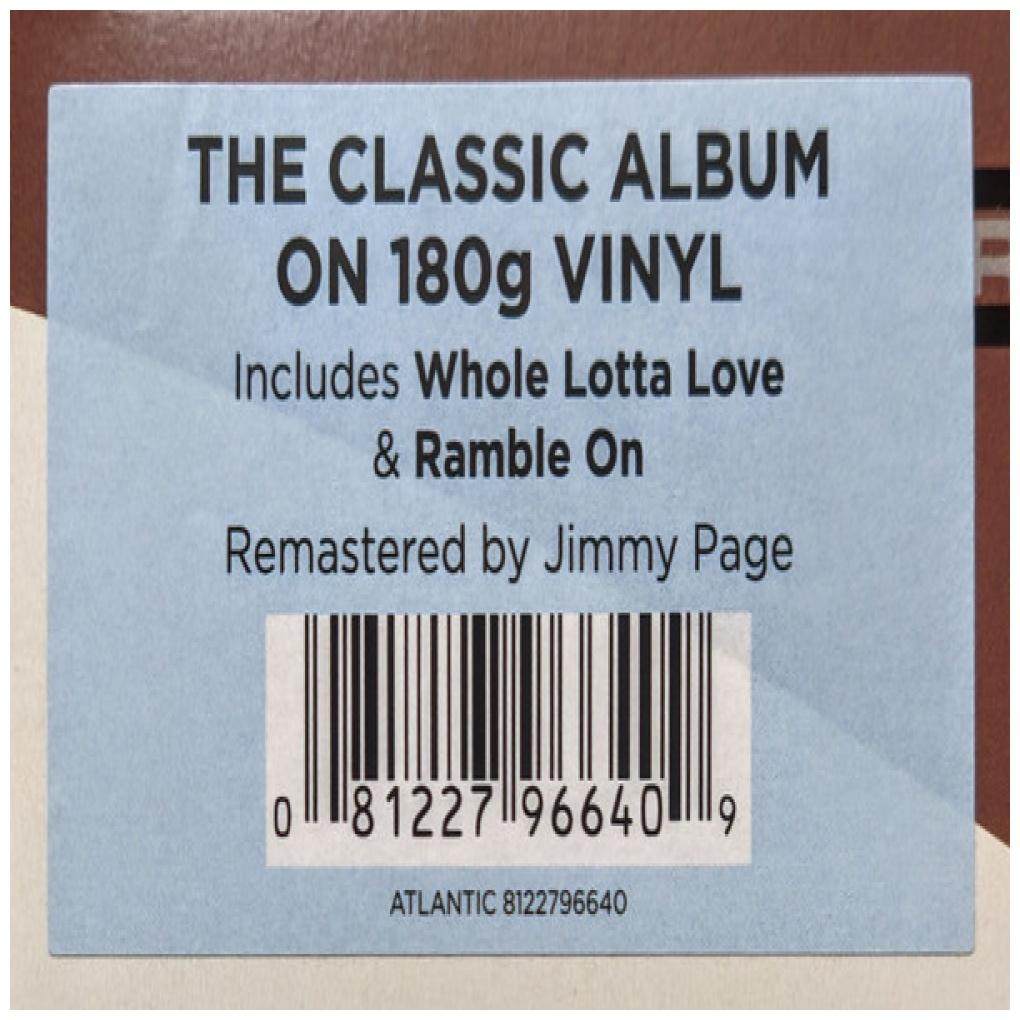 THE CLASSIC ALBUM
ON 180g VINYL
Includes Whole Lotta Love
& Ramble On
Remastered by Jimmy Page
0 81227 96640 9
ATLANTIC 8122796640